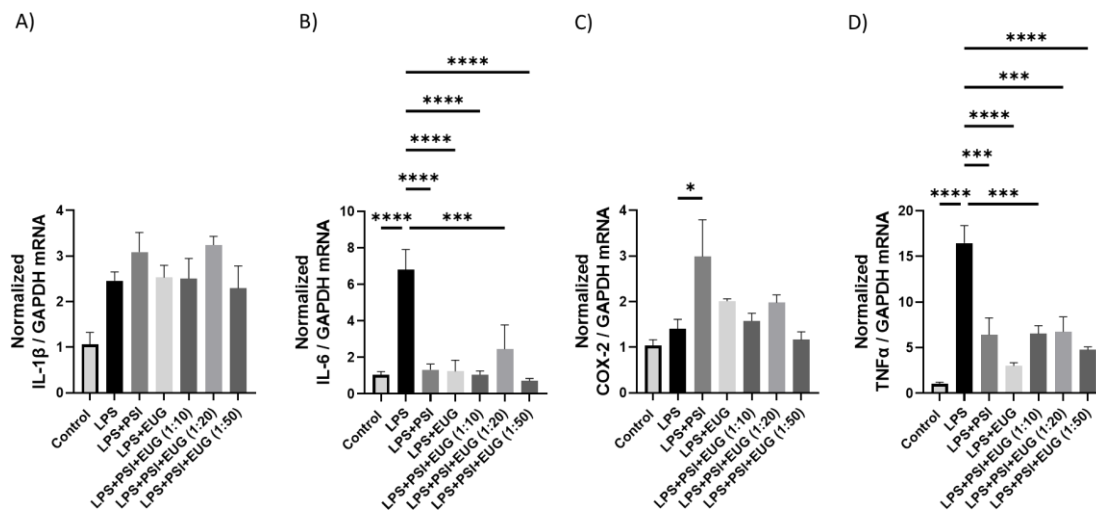 A)
Normalized
IL-1β / GAPDH mRNA
4
3
2
1
0
Control
LPS
LPS+PSI
LPS+EUG
LPS+PSI+EUG (1:10)
LPS+PSI+EUG (1:20)
LPS+PSI+EUG (1:50)
B)
****
****
****
****
**** ***
Normalized
IL-6 / GAPDH mRNA
10
8
6
4
2
0
Control
LPS
LPS+PSI
LPS+EUG
LPS+PSI+EUG (1:10)
LPS+PSI+EUG (1:20)
LPS+PSI+EUG (1:50)
C)
*
Normalized
COX-2 / GAPDH mRNA
4
3
2
1
0
Control
LPS
LPS+PSI
LPS+EUG
LPS+PSI+EUG (1:10)
LPS+PSI+EUG (1:20)
LPS+PSI+EUG (1:50)
D)
****
***
****
***
**** ***
Normalized
TNFα / GAPDH mRNA
20
15
10
5
0
Control
LPS
LPS+PSI
LPS+EUG
LPS+PSI+EUG (1:10)
LPS+PSI+EUG (1:20)
LPS+PSI+EUG (1:50)